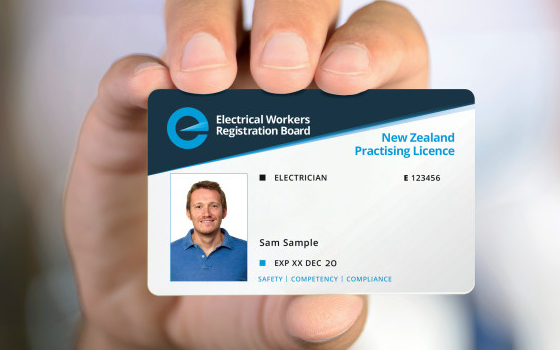 Electrical Workers
Registration Board
New Zealand
Practising Licence
ELECTRICIAN E 123456
Sam Sample
EXP XX DEC 20
SAFETY | COMPETENCY | COMPLIANCE